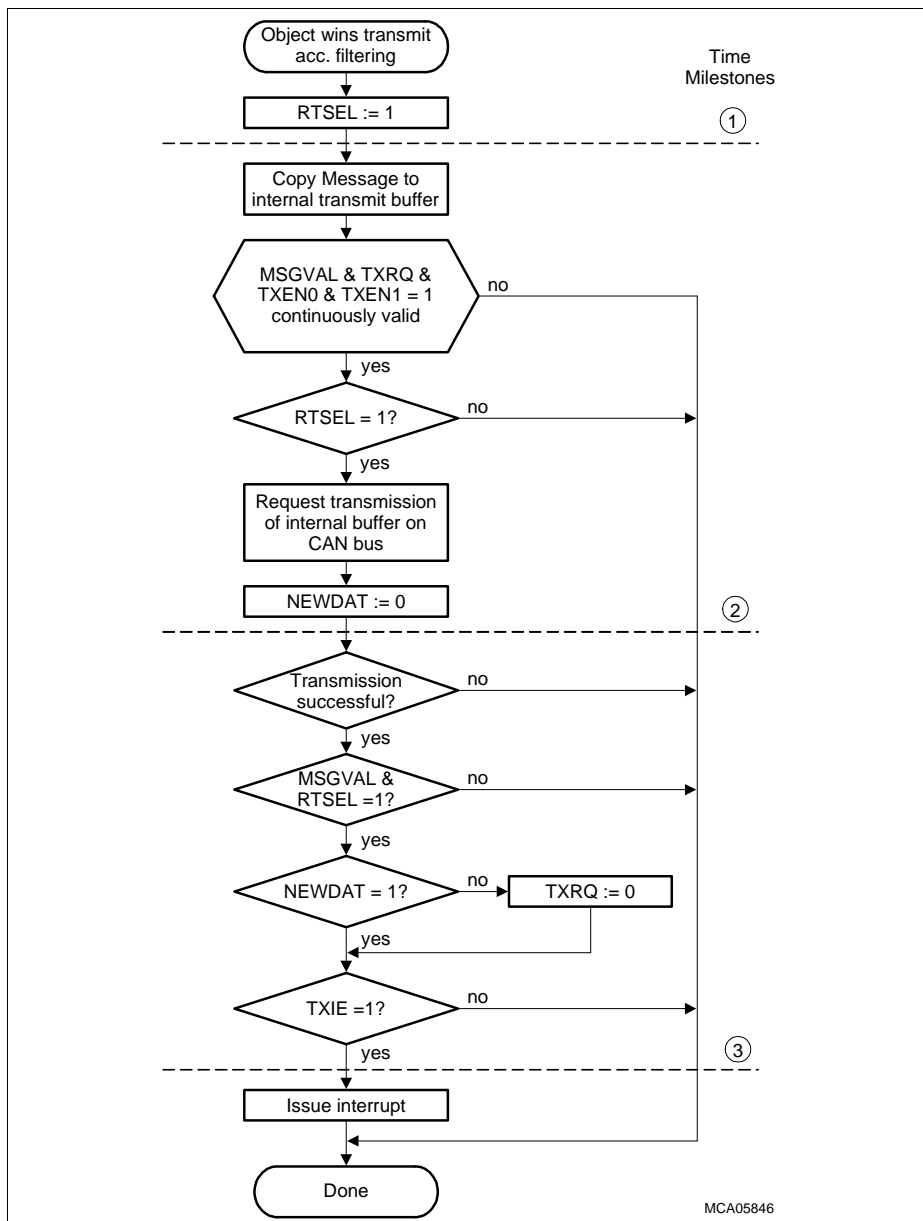 Object wins transmit
acc. filtering
Time
Milestones
RTSEL := 1
1
Copy Message to
internal transmit buffer
MSGVAL & TXRQ &
TXEN0 & TXEN1 = 1
continuously valid
no
yes
RTSEL = 1?
no
yes
Request transmission
of internal buffer on
CAN bus
NEWDAT := 0
2
Transmission
successful?
no
yes
MSGVAL &
RTSEL =1?
no
yes
NEWDAT = 1?
no
TXRQ := 0
yes
TXIE =1?
no
yes
3
Issue interrupt
Done
MCA05846